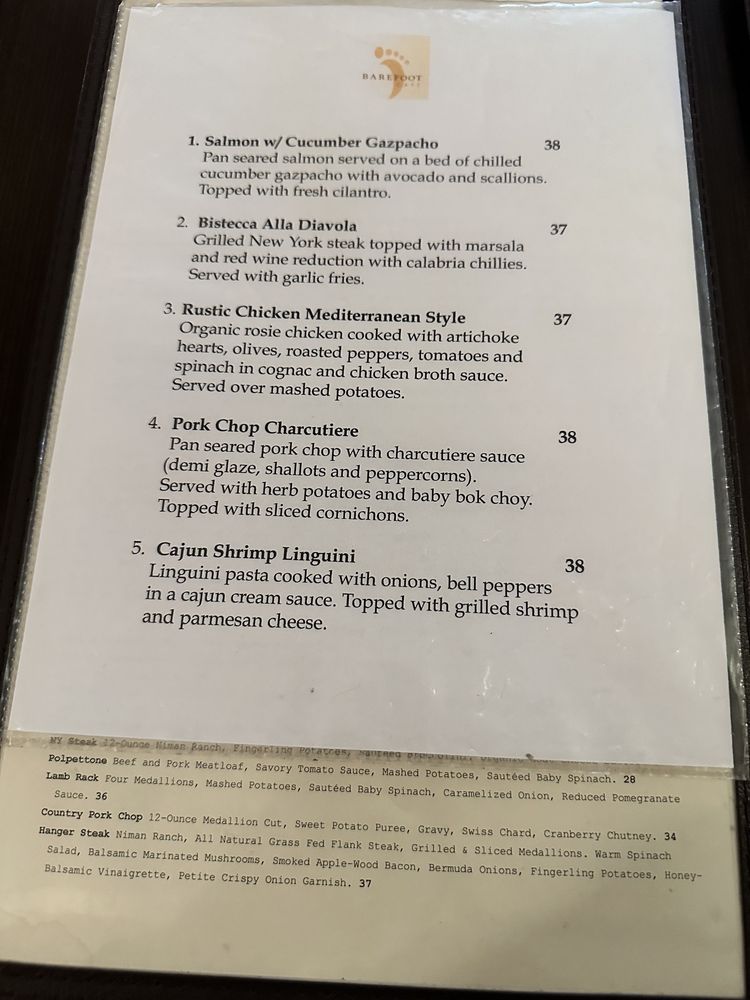 BAREFOOT
CAFE
1. Salmon w/ Cucumber Gazpacho 38
Pan seared salmon served on a bed of chilled
cucumber gazpacho with avocado and scallions.
Topped with fresh cilantro.
2. Bistecca Alla Diavola 37
Grilled New York steak topped with marsala
and red wine reduction with calabria chillies.
Served with garlic fries.
3. Rustic Chicken Mediterranean Style 37
Organic rosie chicken cooked with artichoke
hearts, olives, roasted peppers, tomatoes and
spinach in cognac and chicken broth sauce.
Served over mashed potatoes.
4. Pork Chop Charcutiere 38
Pan seared pork chop with charcutiere sauce
(demi glaze, shallots and peppercorns).
Served with herb potatoes and baby bok choy.
Topped with sliced cornichons.
5. Cajun Shrimp Linguini 38
Linguini pasta cooked with onions, bell peppers
in a cajun cream sauce. Topped with grilled shrimp
and parmesan cheese.
NY Steak 12-Ounce Niman Ranch, Fingerling Potatoes, Sautéed
Polpettone Beef and Pork Meatloaf, Savory Tomato Sauce, Mashed Potatoes, Sautéed Baby Spinach. 28
Lamb Rack Four Medallions, Mashed Potatoes, Sautéed Baby Spinach, Caramelized Onion, Reduced Pomegranate
Sauce. 36
Country Pork Chop 12-Ounce Medallion Cut, Sweet Potato Puree, Gravy, Swiss Chard, Cranberry Chutney. 34
Hanger Steak Niman Ranch, All Natural Grass Fed Flank Steak, Grilled & Sliced Medallions. Warm Spinach
Salad, Balsamic Marinated Mushrooms, Smoked Apple-Wood Bacon, Bermuda Onions, Fingerling Potatoes, Honey-
Balsamic Vinaigrette, Petite Crispy Onion Garnish. 37